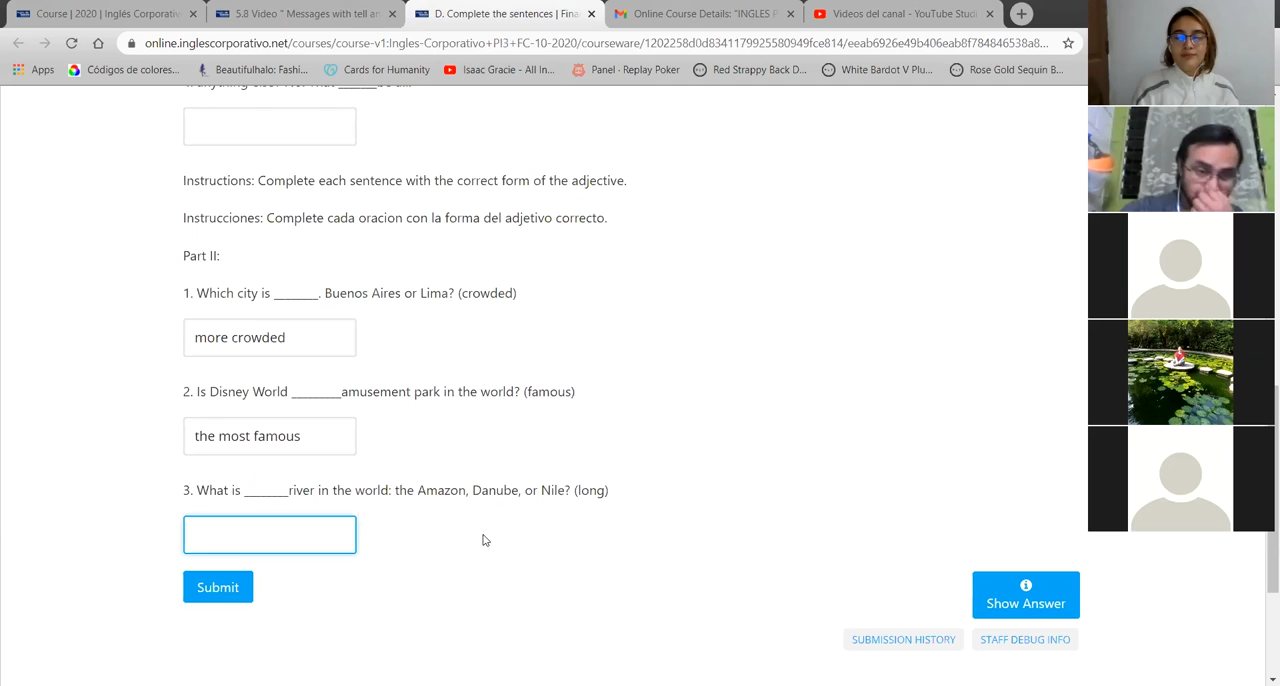 Course | 2020 | Inglés Corporativ
5.8 Video " Messages with tell an
D. Complete the sentences | Fina
Online Course Details: "INGLES P
Videos del canal - YouTube Studi
online.inglescorporativo.net/courses/course-v1:Ingles-Corporativo+PI3+FC-10-2020/courseware/1202258d0d8341179925580949fce814/eeab6926e49b406eab8f784846538a8...
Apps
Códigos de colores...
Beautifulhalo: Fashi...
Cards for Humanity
Isaac Gracie - All In...
Panel · Replay Poker
Red Strappy Back D...
White Bardot V Plu...
Rose Gold Sequin B...
Instructions: Complete each sentence with the correct form of the adjective.
Instrucciones: Complete cada oracion con la forma del adjetivo correcto.
Part II:
1. Which city is _______. Buenos Aires or Lima? (crowded)
more crowded
2. Is Disney World ________amusement park in the world? (famous)
the most famous
3. What is _______river in the world: the Amazon, Danube, or Nile? (long)
Submit
Show Answer
SUBMISSION HISTORY
STAFF DEBUG INFO